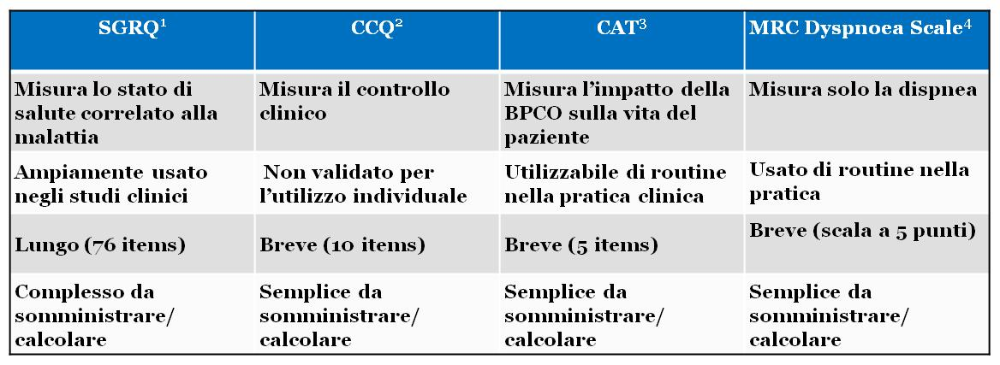 SGRQ¹
CCQ²
CAT³
MRC Dyspnoea Scale⁴
Misura lo stato di
salute correlato alla
malattia
Misura il controllo
clinico
Misura l'impatto della
BPCO sulla vita del
paziente
Misura solo la dispnea
Ampiamente usato
negli studi clinici
Non validato per
l'utilizzo individuale
Utilizzabile di routine
nella pratica clinica
Usato di routine nella
pratica
Lungo (76 items)
Breve (10 items)
Breve (5 items)
Breve (scala a 5 punti)
Complesso da
somministrare/
calcolare
Semplice da
somministrare/
calcolare
Semplice da
somministrare/
calcolare
Semplice da
somministrare/
calcolare